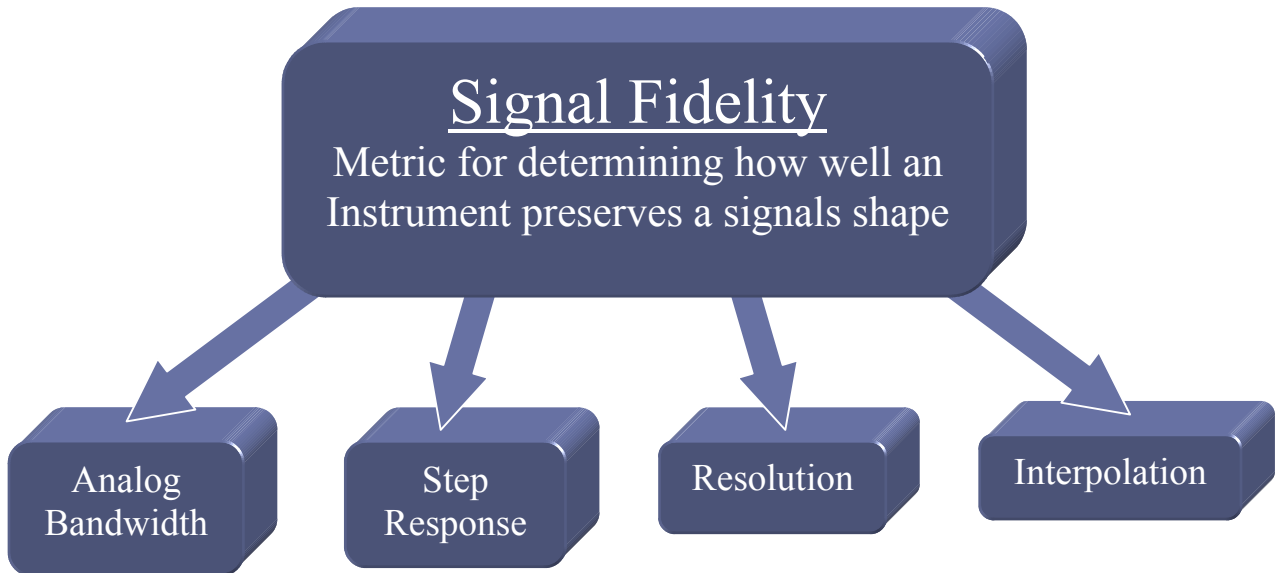 Signal Fidelity
Metric for determining how well an
Instrument preserves a signals shape
Analog
Bandwidth
Step
Response
Resolution
Interpolation